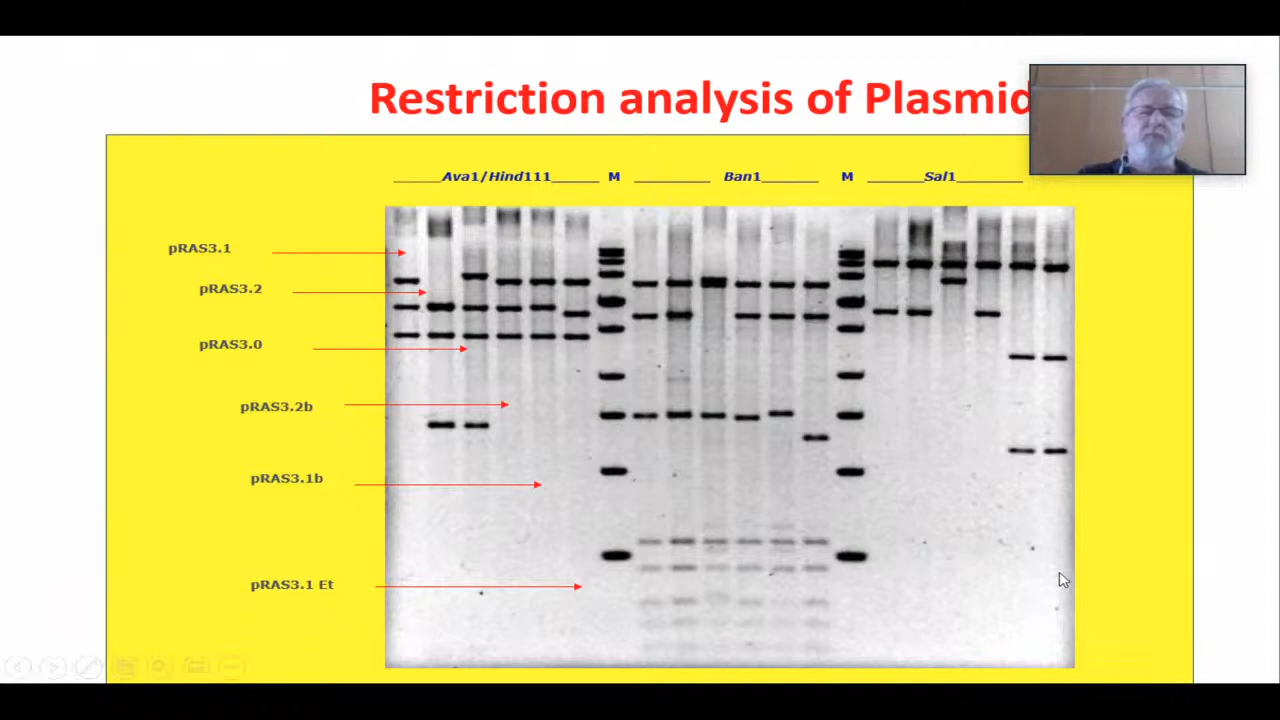 Restriction analysis of Plasmid
Ava1/Hind111 M Ban1 M Sal1
pRAS3.1
pRAS3.2
pRAS3.0
pRAS3.2b
pRAS3.1b
pRAS3.1 Et